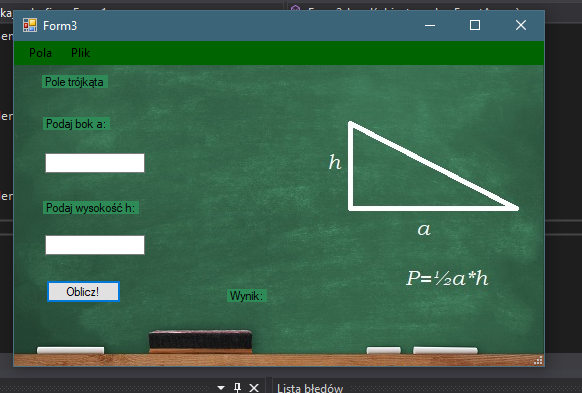 Form3
Pola Plik
Pole trójkąta
Podaj bok a:
Podaj wysokość h:
Oblicz!
Wynik:
h
a
P=½a*h
Lista błędów